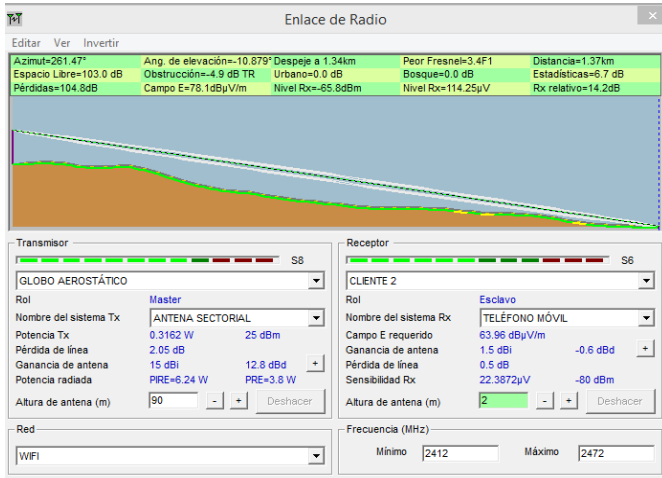 Enlace de Radio
Editar Ver Invertir
Azimut=261.47° Ang. de elevación=-10.879° Despeje a 1.34km Peor Fresnel=3.4F1 Distancia=1.37km
Espacio Libre=103.0 dB Obstrucción=-4.9 dB TR Urbano=0.0 dB Bosque=0.0 dB Estadísticas=6.7 dB
Pérdidas=104.8dB Campo E=78.1dBµV/m Nivel Rx=-65.8dBm Nivel Rx=114.25µV Rx relativo=14.2dB
Transmisor
S8
GLOBO AEROSTÁTICO
Rol Master
Nombre del sistema Tx ANTENA SECTORIAL
Potencia Tx 0.3162 W 25 dBm
Pérdida de línea 2.05 dB
Ganancia de antena 15 dBi 12.8 dBd +
Potencia radiada PIRE=6.24 W PRE=3.8 W
Altura de antena (m) 90 - + Deshacer
Red
WIFI
Receptor
S6
CLIENTE 2
Rol Esclavo
Nombre del sistema Rx TELÉFONO MÓVIL
Campo E requerido 63.96 dBµV/m
Ganancia de antena 1.5 dBi -0.6 dBd +
Pérdida de línea 0.5 dB
Sensibilidad Rx 22.3872µV -80 dBm
Altura de antena (m) 2 - + Deshacer
Frecuencia (MHz)
Mínimo 2412 Máximo 2472